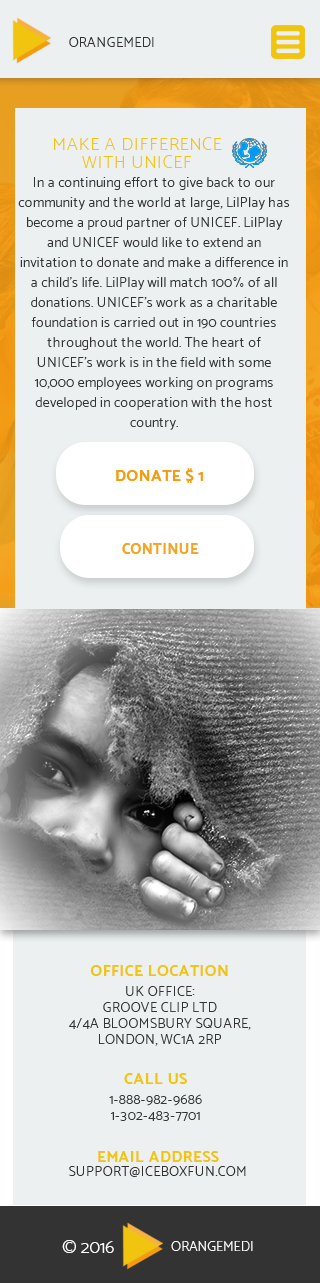 ORANGEMEDI
MAKE A DIFFERENCE
WITH UNICEF
In a continuing effort to give back to our
community and the world at large, LilPlay has
become a proud partner of UNICEF. LilPlay
and UNICEF would like to extend an
invitation to donate and make a difference in
a child's life. LilPlay will match 100% of all
donations. UNICEF's work as a charitable
foundation is carried out in 190 countries
throughout the world. The heart of
UNICEF's work is in the field with some
10,000 employees working on programs
developed in cooperation with the host
country.
DONATE $ 1
CONTINUE
OFFICE LOCATION
UK OFFICE:
GROOVE CLIP LTD
4/4A BLOOMSBURY SQUARE,
LONDON, WC1A 2RP
CALL US
1-888-982-9686
1-302-483-7701
EMAIL ADDRESS
SUPPORT@ICEBOXFUN.COM
© 2016 ORANGEMEDI